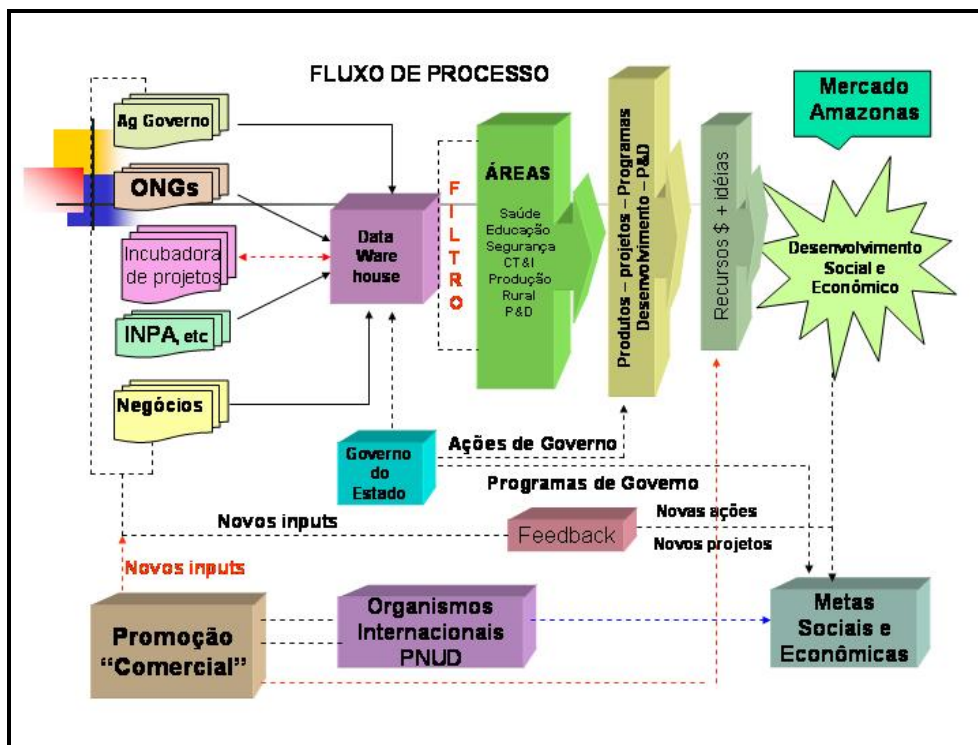 FLUXO DE PROCESSO
Ag Governo
ONGs
Incubadora
de projetos
INPA, etc
Negócios
Data
Ware
house
FILTRO
ÁREAS
Saúde
Educação
Segurança
CT&I
Produção
Rural
P&D
Produtos – projetos – Programas
Desenvolvimento – P&D
Recursos $ + idéias
Mercado
Amazonas
Desenvolvimento
Social e
Econômico
Governo
do
Estado
Ações de Governo
Programas de Governo
Novos inputs
Feedback
Novas ações
Novos projetos
Novos inputs
Promoção
“Comercial”
Organismos
Internacionais
PNUD
Metas
Sociais e
Econômicas